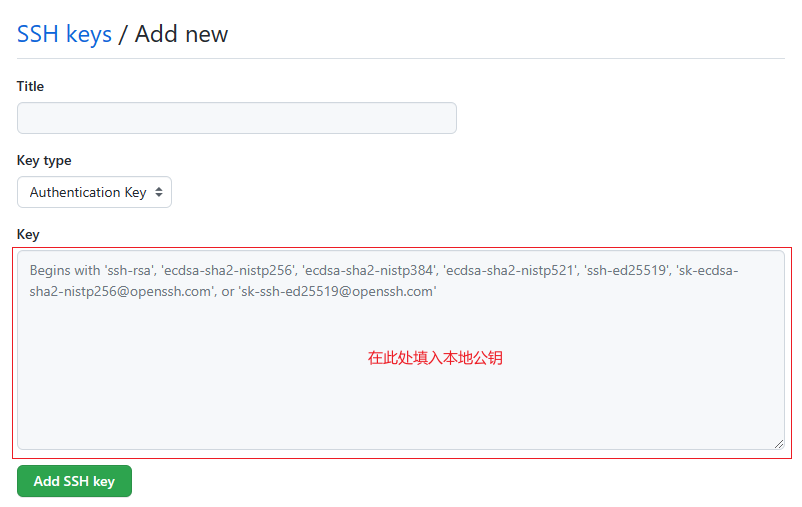 SSH keys / Add new
Title
Key type
Authentication Key
Key
Begins with 'ssh-rsa', 'ecdsa-sha2-nistp256', 'ecdsa-sha2-nistp384', 'ecdsa-sha2-nistp521', 'ssh-ed25519', 'sk-ecdsa-
sha2-nistp256@openssh.com', or 'sk-ssh-ed25519@openssh.com'
在此处填入本地公钥
Add SSH key